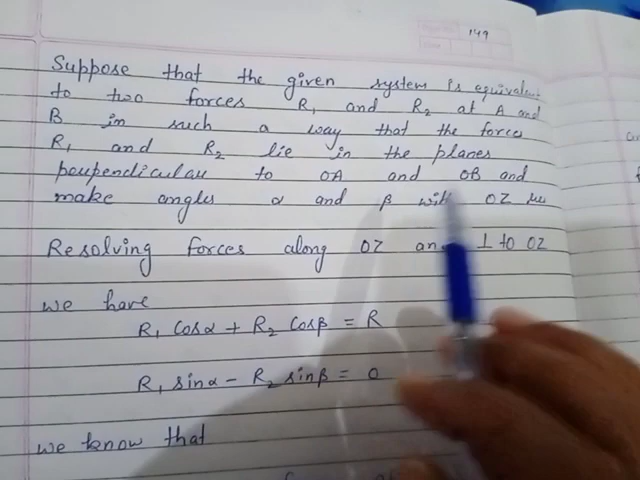 149
Suppose that the given system is equivalent
to two forces R₁ and R₂ at A and
B in such a way that the forces
R₁ and R₂ lie in the planes
perpendicular to OA and OB and
make angles α and β with OZ
Resolving forces along OZ and ⊥ to OZ
we have
R₁ cosα + R₂ cosβ = R
R₁ sinα - R₂ sinβ = 0
we know that